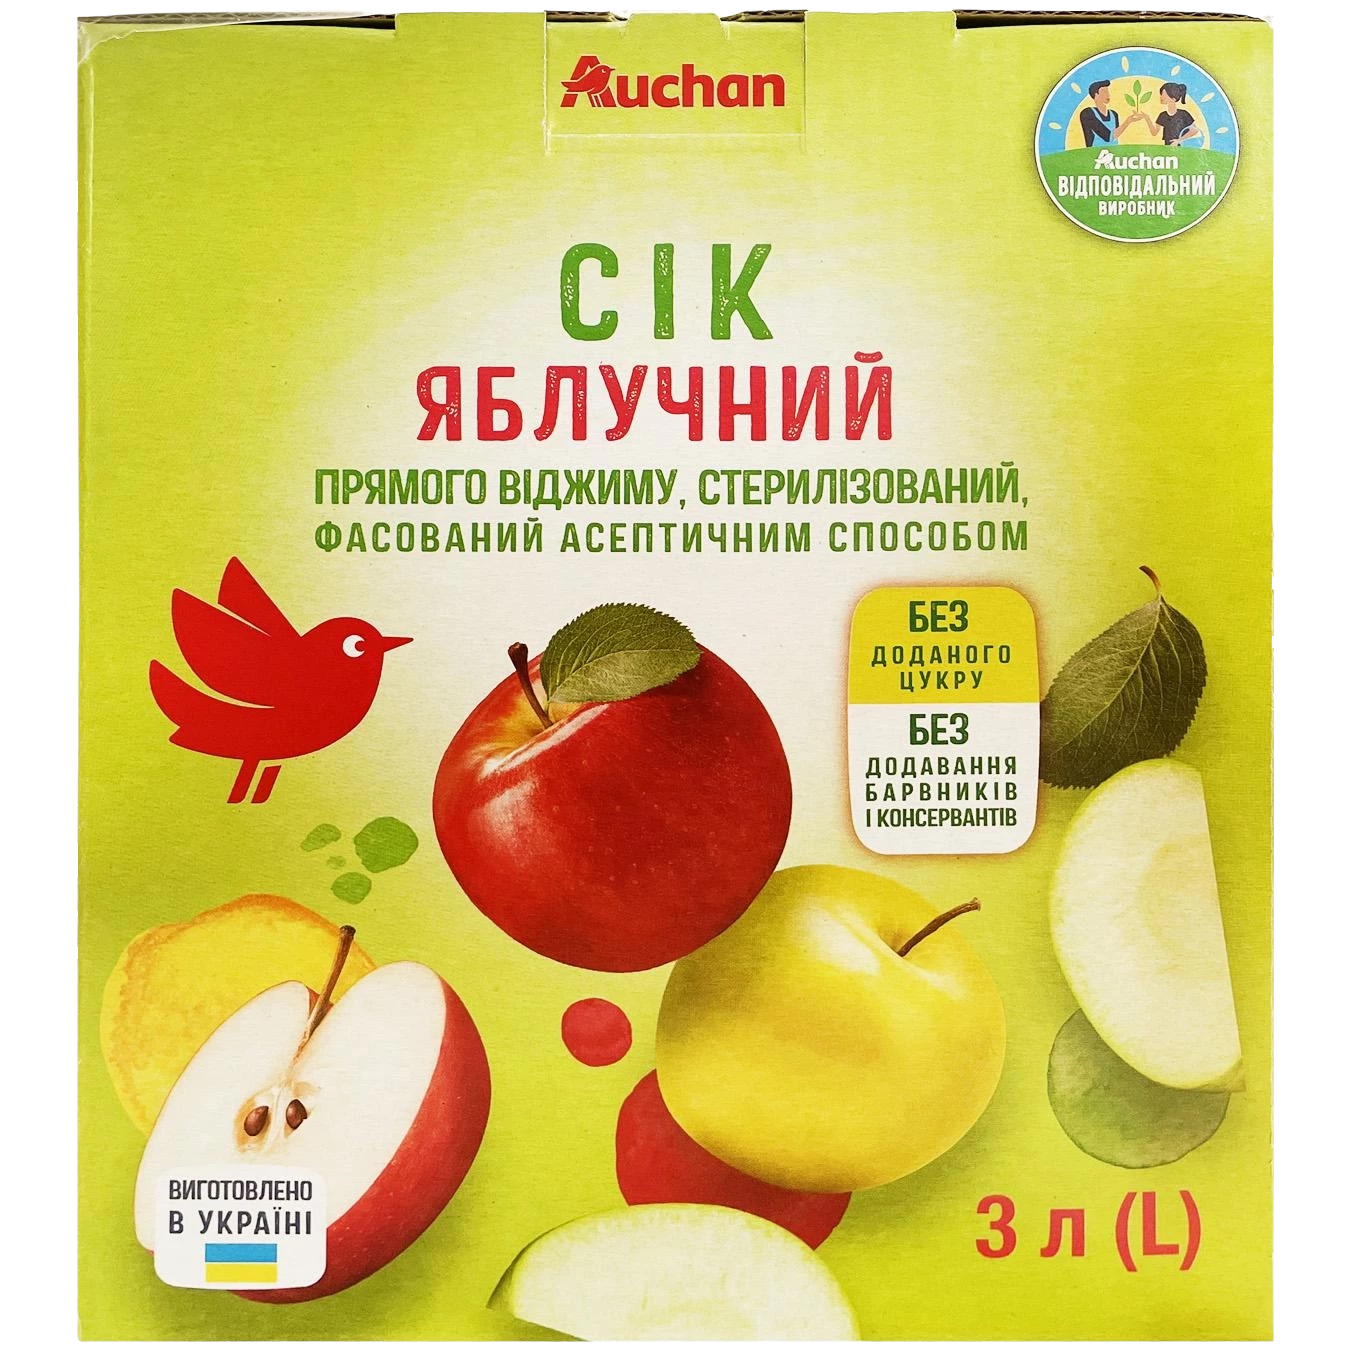 Auchan
Auchan
ВІДПОВІДАЛЬНИЙ
ВИРОБНИК
СІК
ЯБЛУЧНИЙ
ПРЯМОГО ВІДЖИМУ, СТЕРИЛІЗОВАНИЙ,
ФАСОВАНИЙ АСЕПТИЧНИМ СПОСОБОМ
БЕЗ
ДОДАНОГО
ЦУКРУ
БЕЗ
ДОДАВАННЯ
БАРВНИКІВ
І КОНСЕРВАНТІВ
ВИГОТОВЛЕНО
В УКРАЇНІ
3 л (L)